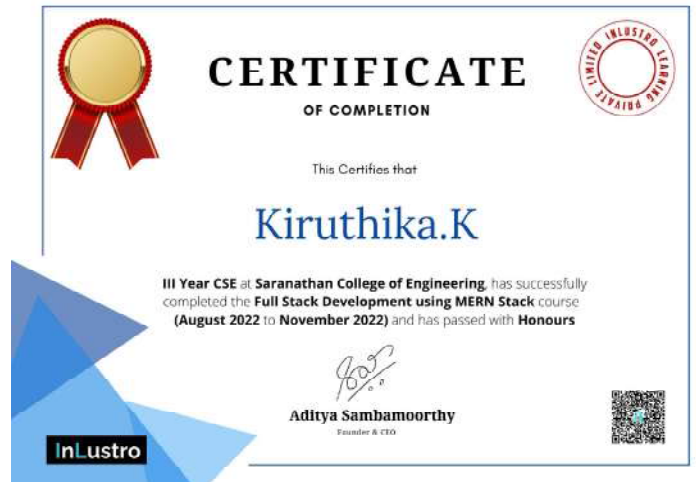 CERTIFICATE
OF COMPLETION
INLUSTRO LEARNING PRIVATE LIMITED
This Certifies that
Kiruthika.K
III Year CSE at Saranathan College of Engineering, has successfully
completed the Full Stack Development using MERN Stack course
(August 2022 to November 2022) and has passed with Honours
Aditya Sambamoorthy
Founder & CEO
InLustro